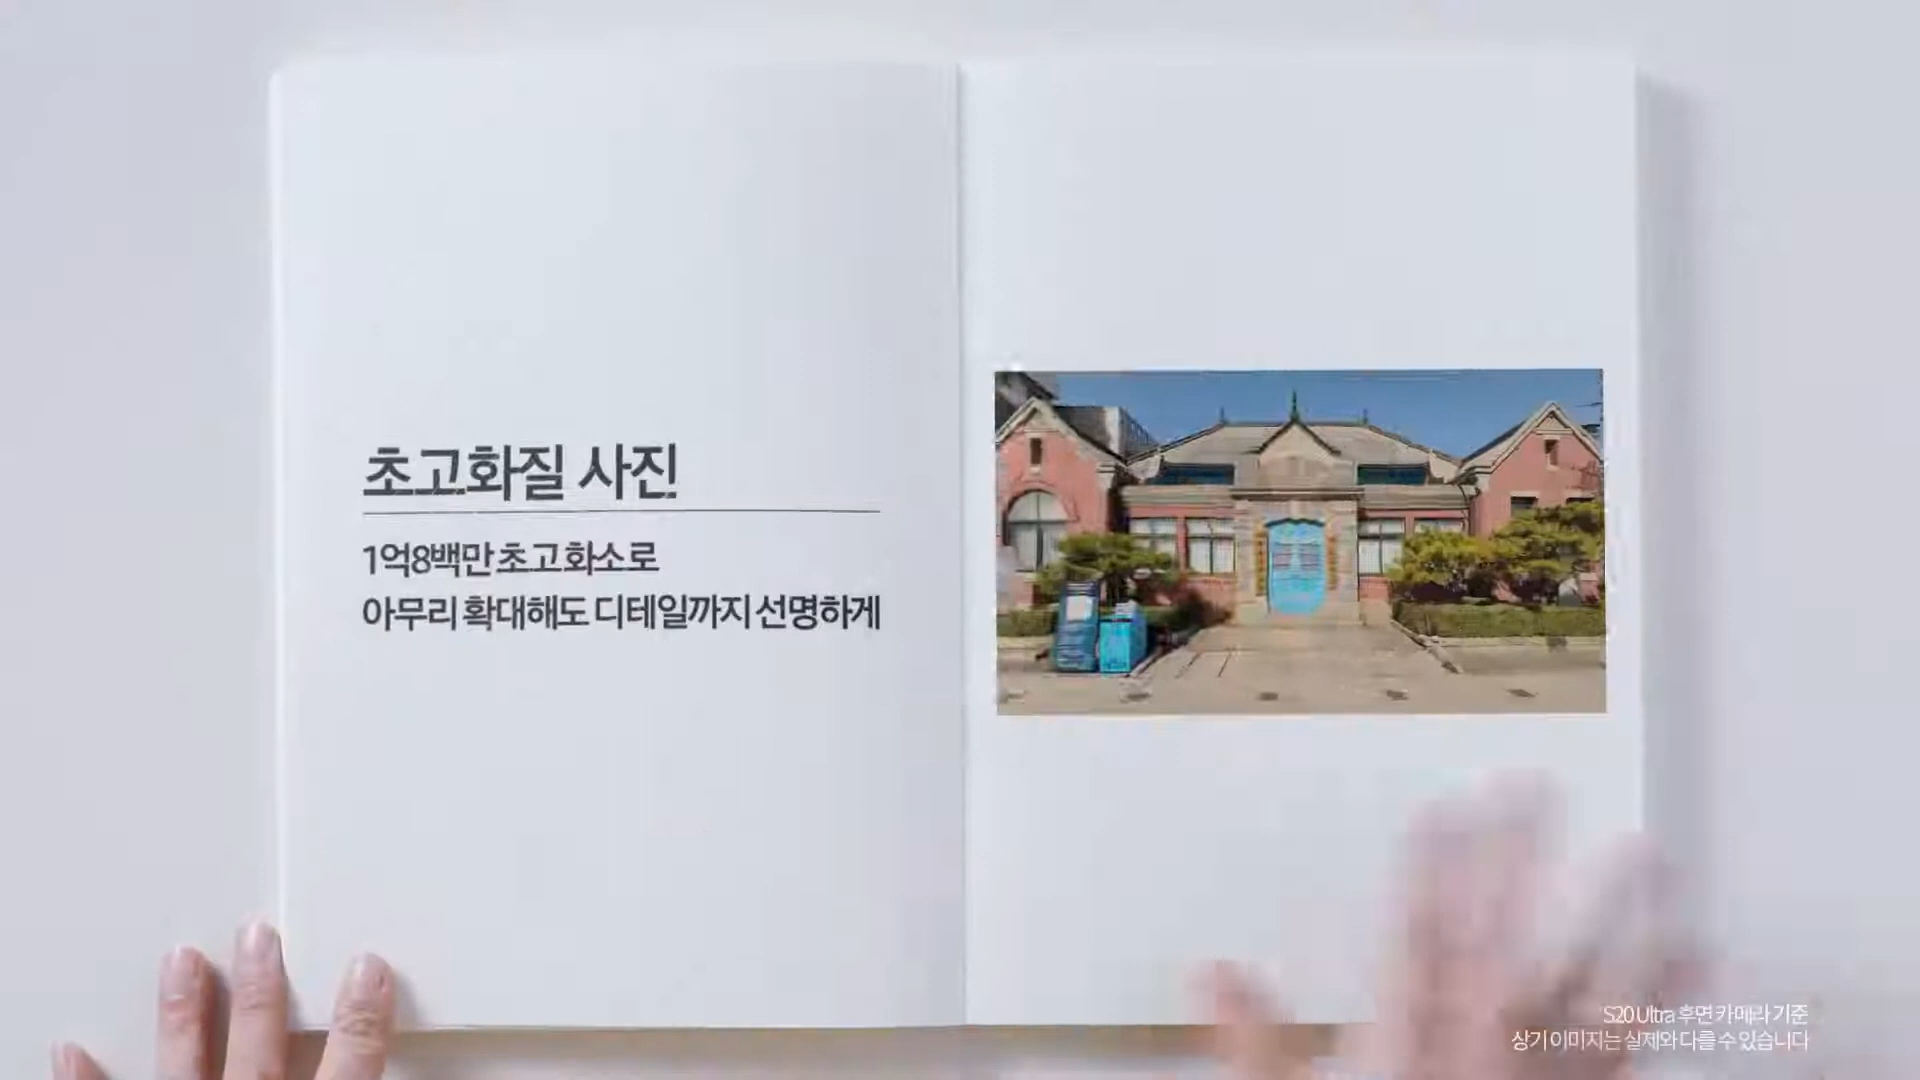 초고화질 사진
1억8백만 초고화소로
아무리 확대해도 디테일까지 선명하게
S20 Ultra 후면 카메라 기준
상기 이미지는 실제와 다를 수 있습니다